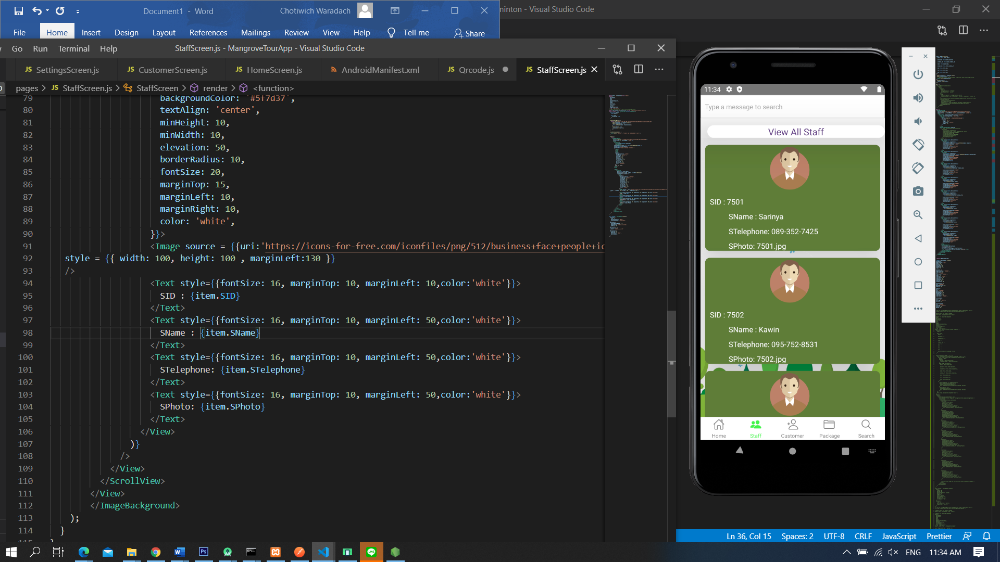 Document1 - Word
Chotiwich Waradach
minton - Visual Studio Code
File Home Insert Design Layout References Mailings Review View Help Tell me Share
Go Run Terminal Help
StaffScreen.js - MangroveTourApp - Visual Studio Code
JS SettingsScreen.js JS CustomerScreen.js JS HomeScreen.js AndroidManifest.xml JS Qrcode.js JS StaffScreen.js
pages > JS StaffScreen.js > StaffScreen > render > <function>
79 backgroundColor: '#5f7d37',
80 textAlign: 'center',
81 minHeight: 10,
82 minWidth: 10,
83 elevation: 50,
84 borderRadius: 10,
85 fontSize: 20,
86 marginTop: 15,
87 marginLeft: 10,
88 marginRight: 10,
89 color: 'white',
90 }}>
91 <Image source = {{uri:'https://icons-for-free.com/iconfiles/png/512/business+face+people+ic
92 style = {{ width: 100, height: 100 , marginLeft:130 }}
93 />
94 <Text style={{fontSize: 16, marginTop: 10, marginLeft: 10,color:'white'}}>
95 SID : {item.SID}
96 </Text>
97 <Text style={{fontSize: 16, marginTop: 10, marginLeft: 50,color:'white'}}>
98 SName : {item.SName}
99 </Text>
100 <Text style={{fontSize: 16, marginTop: 10, marginLeft: 50,color:'white'}}>
101 STelephone: {item.STelephone}
102 </Text>
103 <Text style={{fontSize: 16, marginTop: 10, marginLeft: 50,color:'white'}}>
104 SPhoto: {item.SPhoto}
105 </Text>
106 </View>
107 )}
108 />
109 </View>
110 </ScrollView>
111 </View>
112 </ImageBackground>
113 );
114 }
11:34
Type a message to search
View All Staff
SID : 7501
SName : Sarinya
STelephone: 089-352-7425
SPhoto: 7501.jpg
SID : 7502
SName : Kawin
STelephone: 095-752-8531
SPhoto: 7502.jpg
Home Staff Customer Package Search
Ln 36, Col 15 Spaces: 2 UTF-8 CRLF JavaScript Prettier
ENG 11:34 AM